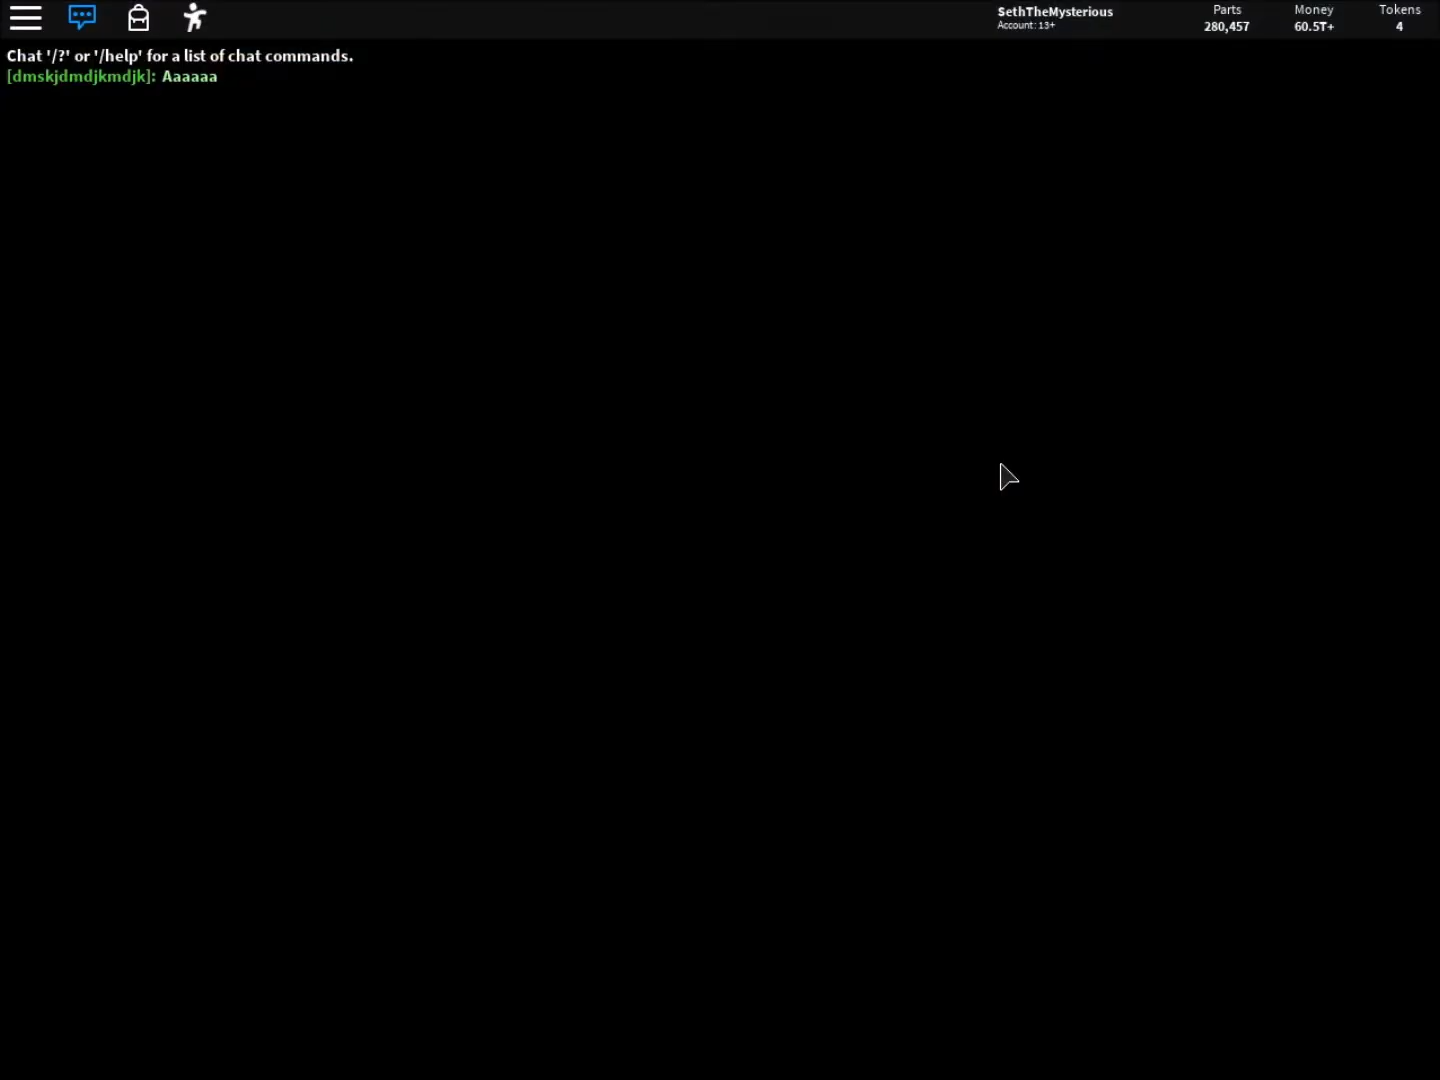 SethTheMysterious
Account: 13+
Parts
280,457
Money
60.5T+
Tokens
4
Chat '/?' or '/help' for a list of chat commands.
[dmskjdmdjkmdjk]: Aaaaaa